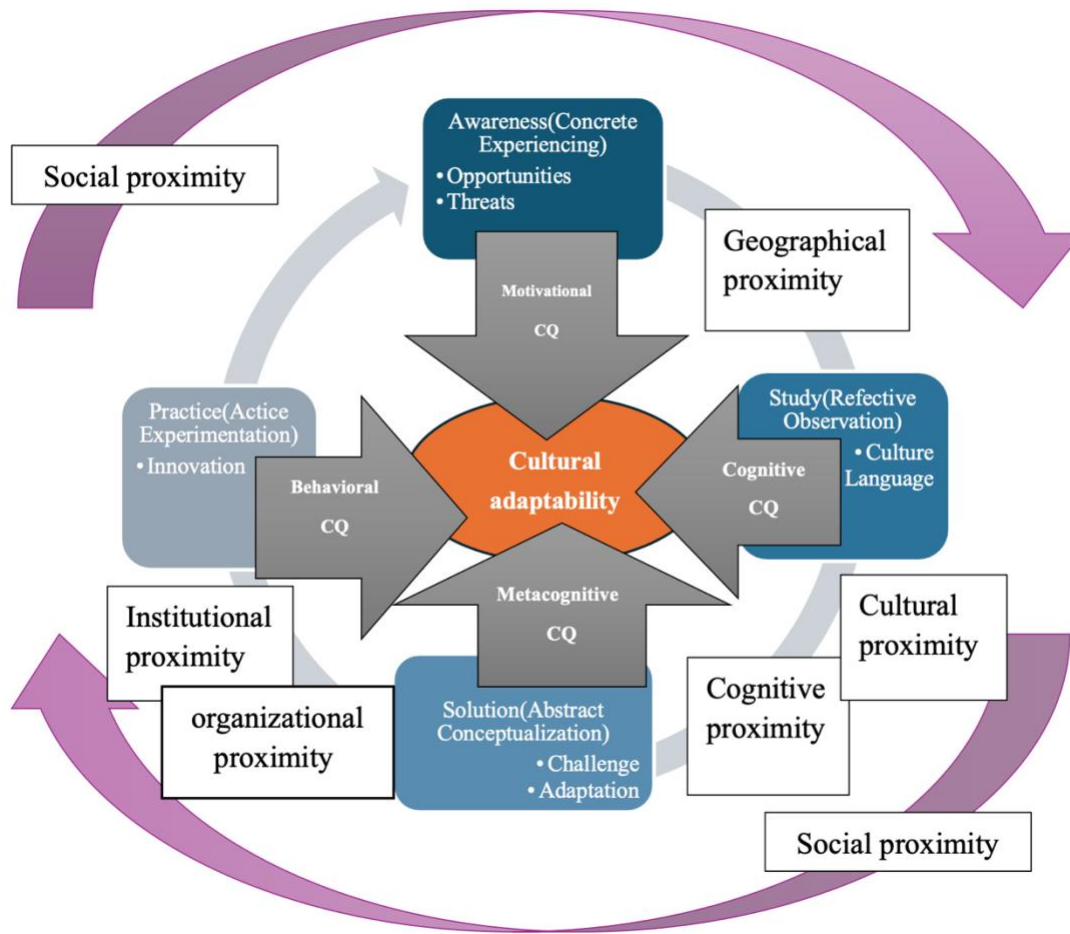 Awareness(Concrete
Experiencing)
• Opportunities
• Threats
Social proximity
Geographical
proximity
Motivational
CQ
Practice(Actice
Experimentation)
• Innovation
Study(Refective
Observation)
• Culture
Language
Cultural
adaptability
Behavioral
CQ
Cognitive
CQ
Metacognitive
CQ
Institutional
proximity
Cultural
proximity
organizational
proximity
Cognitive
proximity
Solution(Abstract
Conceptualization)
• Challenge
• Adaptation
Social proximity